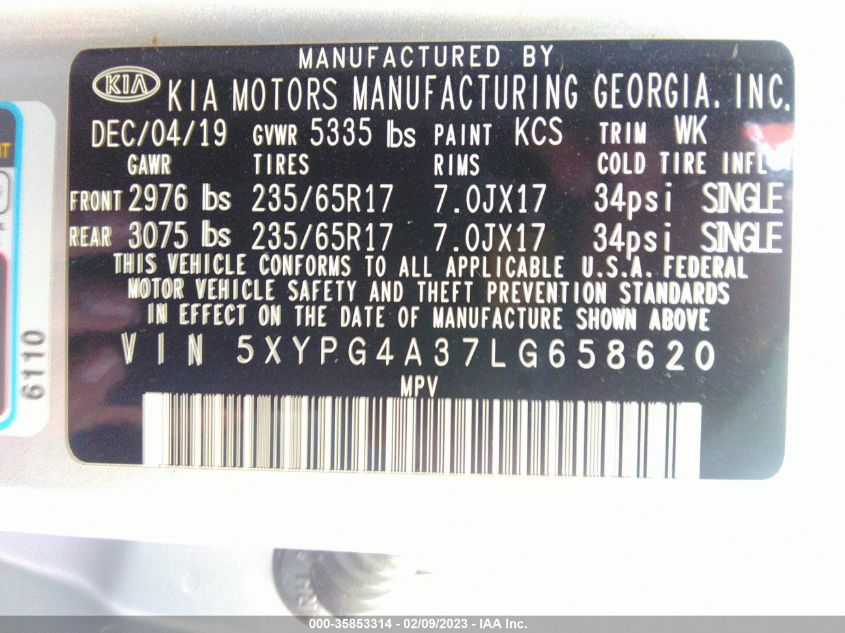 MANUFACTURED BY
KIA KIA MOTORS MANUFACTURING GEORGIA. INC.
DEC/04/19 GVWR 5335 lbs PAINT KCS TRIM WK
GAWR TIRES RIMS COLD TIRE INFL
FRONT 2976 lbs 235/65R17 7.0JX17 34psi SINGLE
REAR 3075 lbs 235/65R17 7.0JX17 34psi SINGLE
THIS VEHICLE CONFORMS TO ALL APPLICABLE U.S.A. FEDERAL
MOTOR VEHICLE SAFETY AND THEFT PREVENTION STANDARDS
IN EFFECT ON THE DATE OF MANUFACTURE SHOWN ABOVE
VIN 5XYPG4A37LG658620
MPV
6110
RH
000-35853314 - 02/09/2023 - IAA Inc.